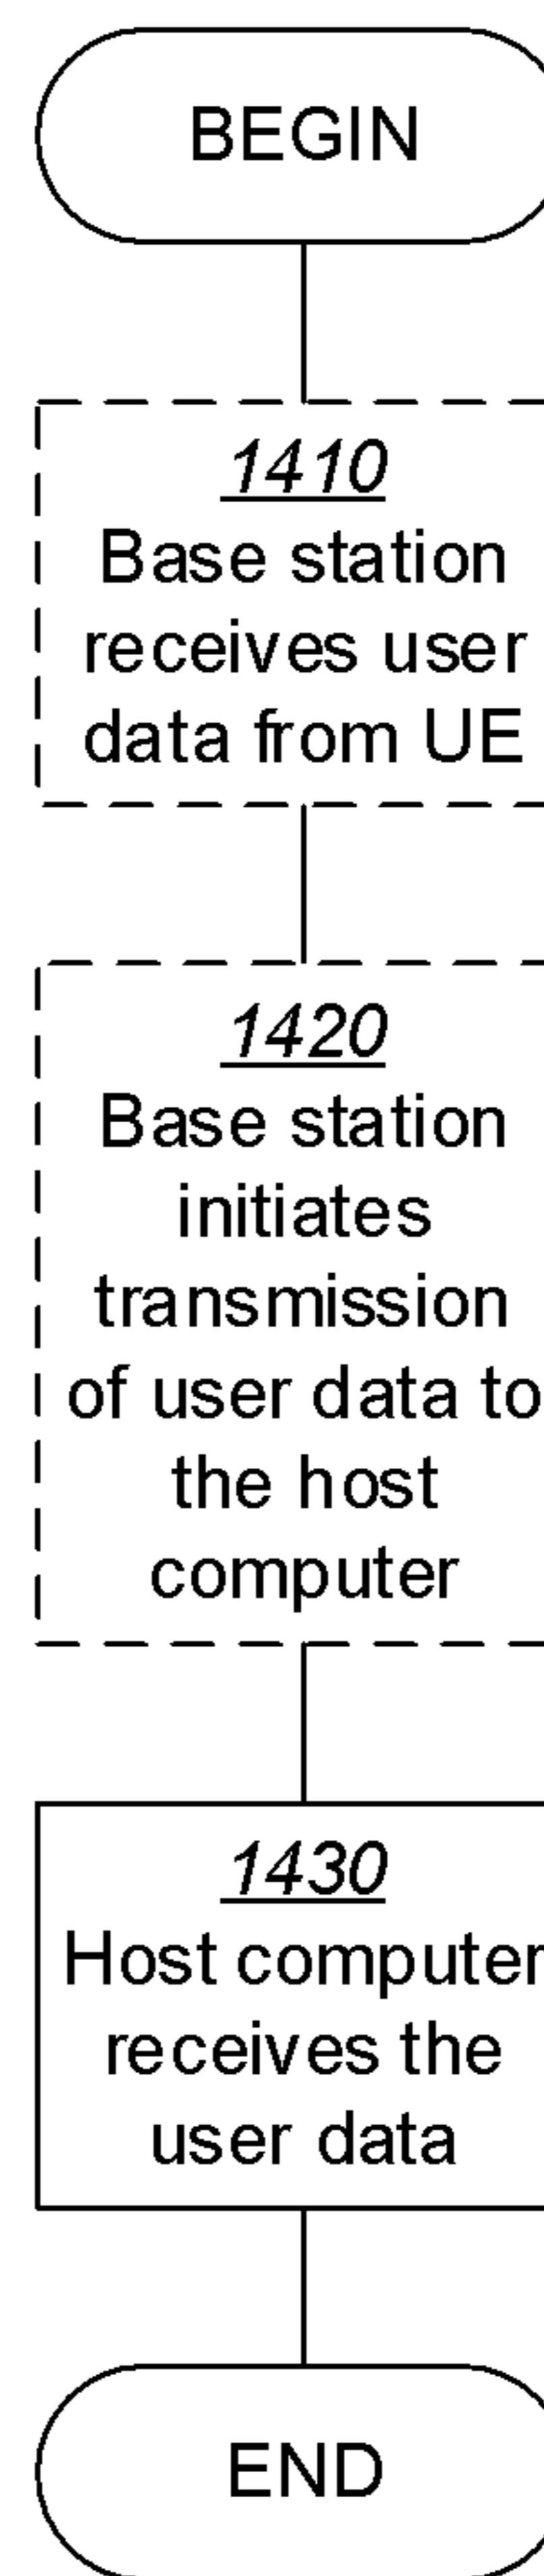 BEGIN
1410
Base station
receives user
data from UE
1420
Base station
initiates
transmission
of user data to
the host
computer
1430
Host computer
receives the
user data
END